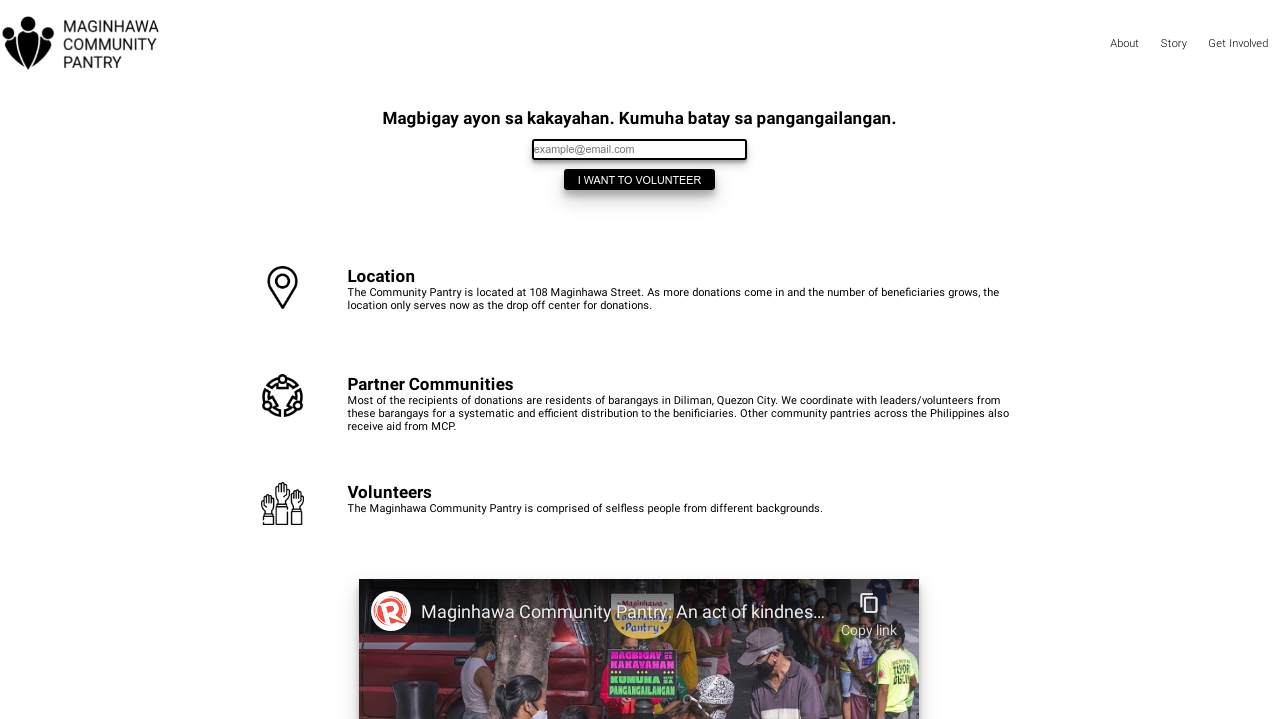 MAGINHAWA
COMMUNITY
PANTRY
About
Story
Get Involved
Magbigay ayon sa kakayahan. Kumuha batay sa pangangailangan.
example@email.com
I WANT TO VOLUNTEER
Location
The Community Pantry is located at 108 Maginhawa Street. As more donations come in and the number of beneficiaries grows, the
location only serves now as the drop off center for donations.
Partner Communities
Most of the recipients of donations are residents of barangays in Diliman, Quezon City. We coordinate with leaders/volunteers from
these barangays for a systematic and efficient distribution to the benificiaries. Other community pantries across the Philippines also
receive aid from MCP.
Volunteers
The Maginhawa Community Pantry is comprised of selfless people from different backgrounds.
Maginhawa Community Pantry: An act of kindnes...
Copy link
Maginhawa
Community
Pantry
MAGBIGAY
KAKAYAHAN
KUMUHA
PANGANGAILANGAN